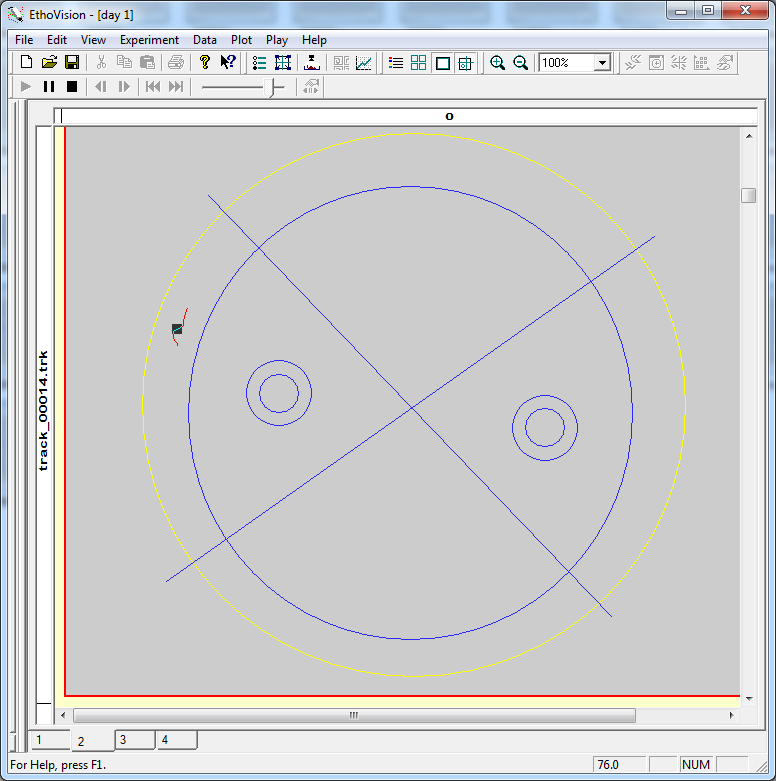 EthoVision - [day 1]
File Edit View Experiment Data Plot Play Help
100%
o
track_00014.trk
1 2 3 4
For Help, press F1. 76.0 NUM